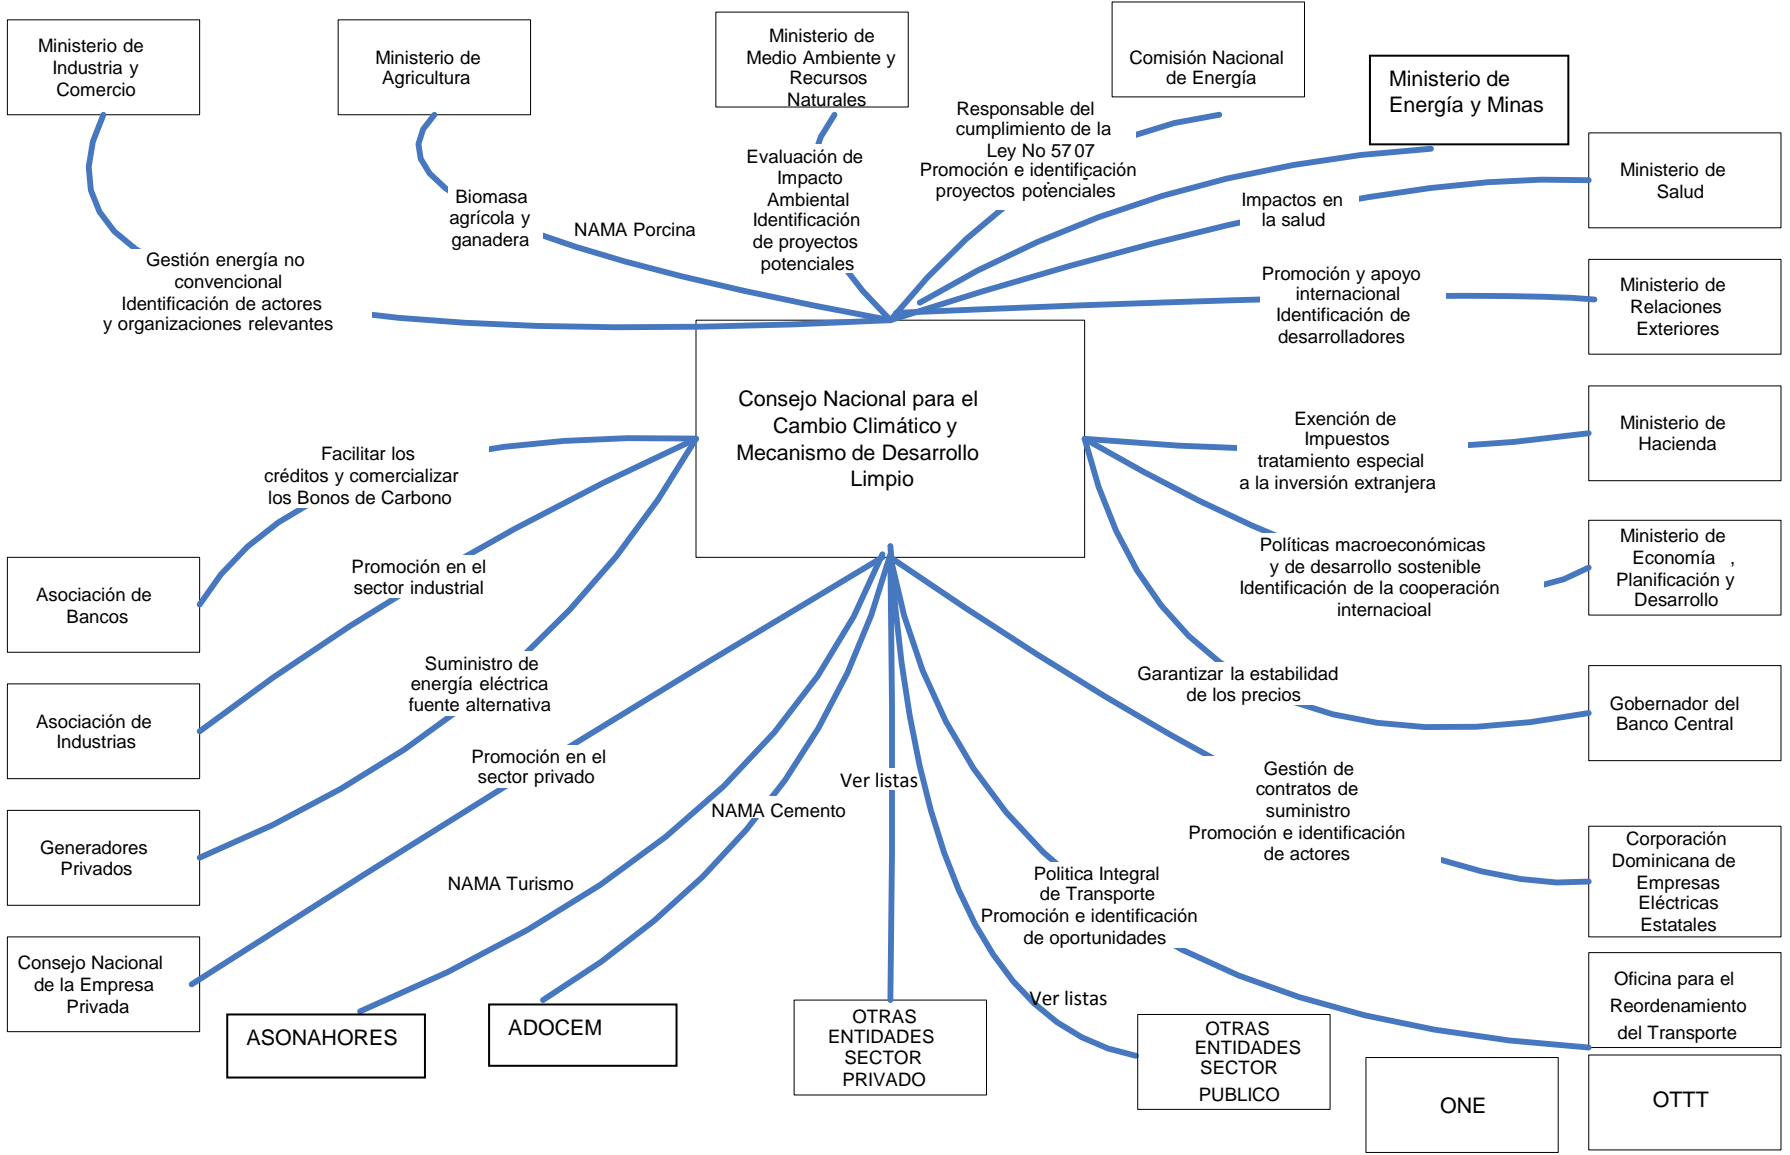 Ministerio de
Industria y
Comercio
Ministerio de
Agricultura
Ministerio de
Medio Ambiente y
Recursos
Naturales
Comisión Nacional
de Energía
Ministerio de
Energía y Minas
Responsable del
cumplimiento de la
Ley No 5707
Promoción e identificación
proyectos potenciales
Evaluación de
Impacto
Ambiental
Identificación
de proyectos
potenciales
Biomasa
agrícola y
ganadera
NAMA Porcina
Impactos en
la salud
Ministerio de
Salud
Gestión energía no
convencional
Identificación de actores
y organizaciones relevantes
Promoción y apoyo
internacional
Identificación de
desarrolladores
Ministerio de
Relaciones
Exteriores
Consejo Nacional para el
Cambio Climático y
Mecanismo de Desarrollo
Limpio
Exención de
Impuestos
tratamiento especial
a la inversión extranjera
Ministerio de
Hacienda
Facilitar los
créditos y comercializar
los Bonos de Carbono
Políticas macroeconómicas
y de desarrollo sostenible
Identificación de la cooperación
internacioal
Ministerio de
Economía ,
Planificación y
Desarrollo
Asociación de
Bancos
Promoción en el
sector industrial
Garantizar la estabilidad
de los precios
Gobernador del
Banco Central
Asociación de
Industrias
Suministro de
energía eléctrica
fuente alternativa
Promoción en el
sector privado
Ver listas
NAMA Cemento
Gestión de
contratos de
suministro
Promoción e identificación
de actores
Generadores
Privados
NAMA Turismo
Politica Integral
de Transporte
Promoción e identificación
de oportunidades
Corporación
Dominicana de
Empresas
Eléctricas
Estatales
Consejo Nacional
de la Empresa
Privada
Ver listas
Oficina para el
Reordenamiento
del Transporte
ASONAHORES
ADOCEM
OTRAS
ENTIDADES
SECTOR
PRIVADO
OTRAS
ENTIDADES
SECTOR
PUBLICO
ONE
OTTT